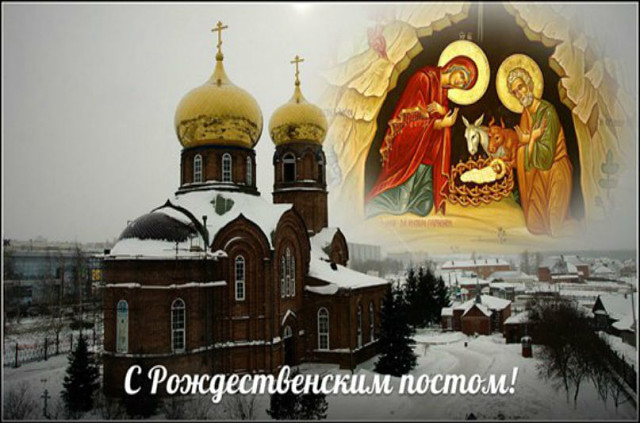 С Рождественским постом!